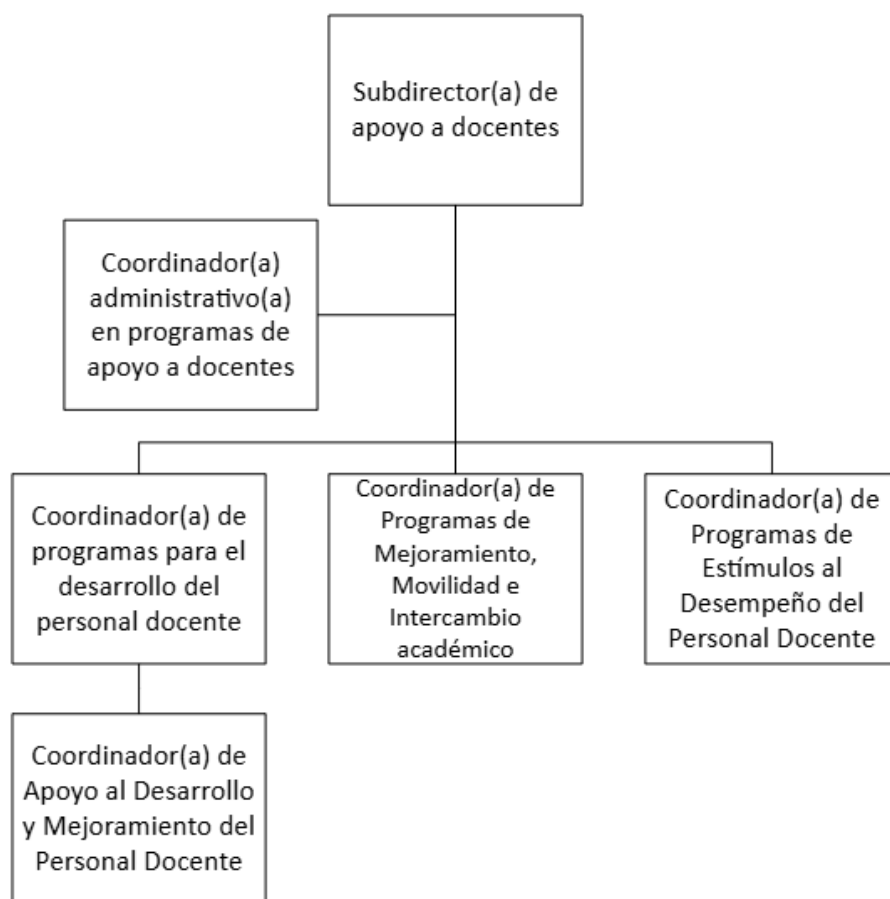 Subdirector(a) de
apoyo a docentes
Coordinador(a)
administrativo(a)
en programas de
apoyo a docentes
Coordinador(a) de
programas para el
desarrollo del
personal docente
Coordinador(a) de
Programas de
Mejoramiento,
Movilidad e
Intercambio
académico
Coordinador(a) de
Programas de
Estímulos al
Desempeño del
Personal Docente
Coordinador(a) de
Apoyo al Desarrollo
y Mejoramiento del
Personal Docente